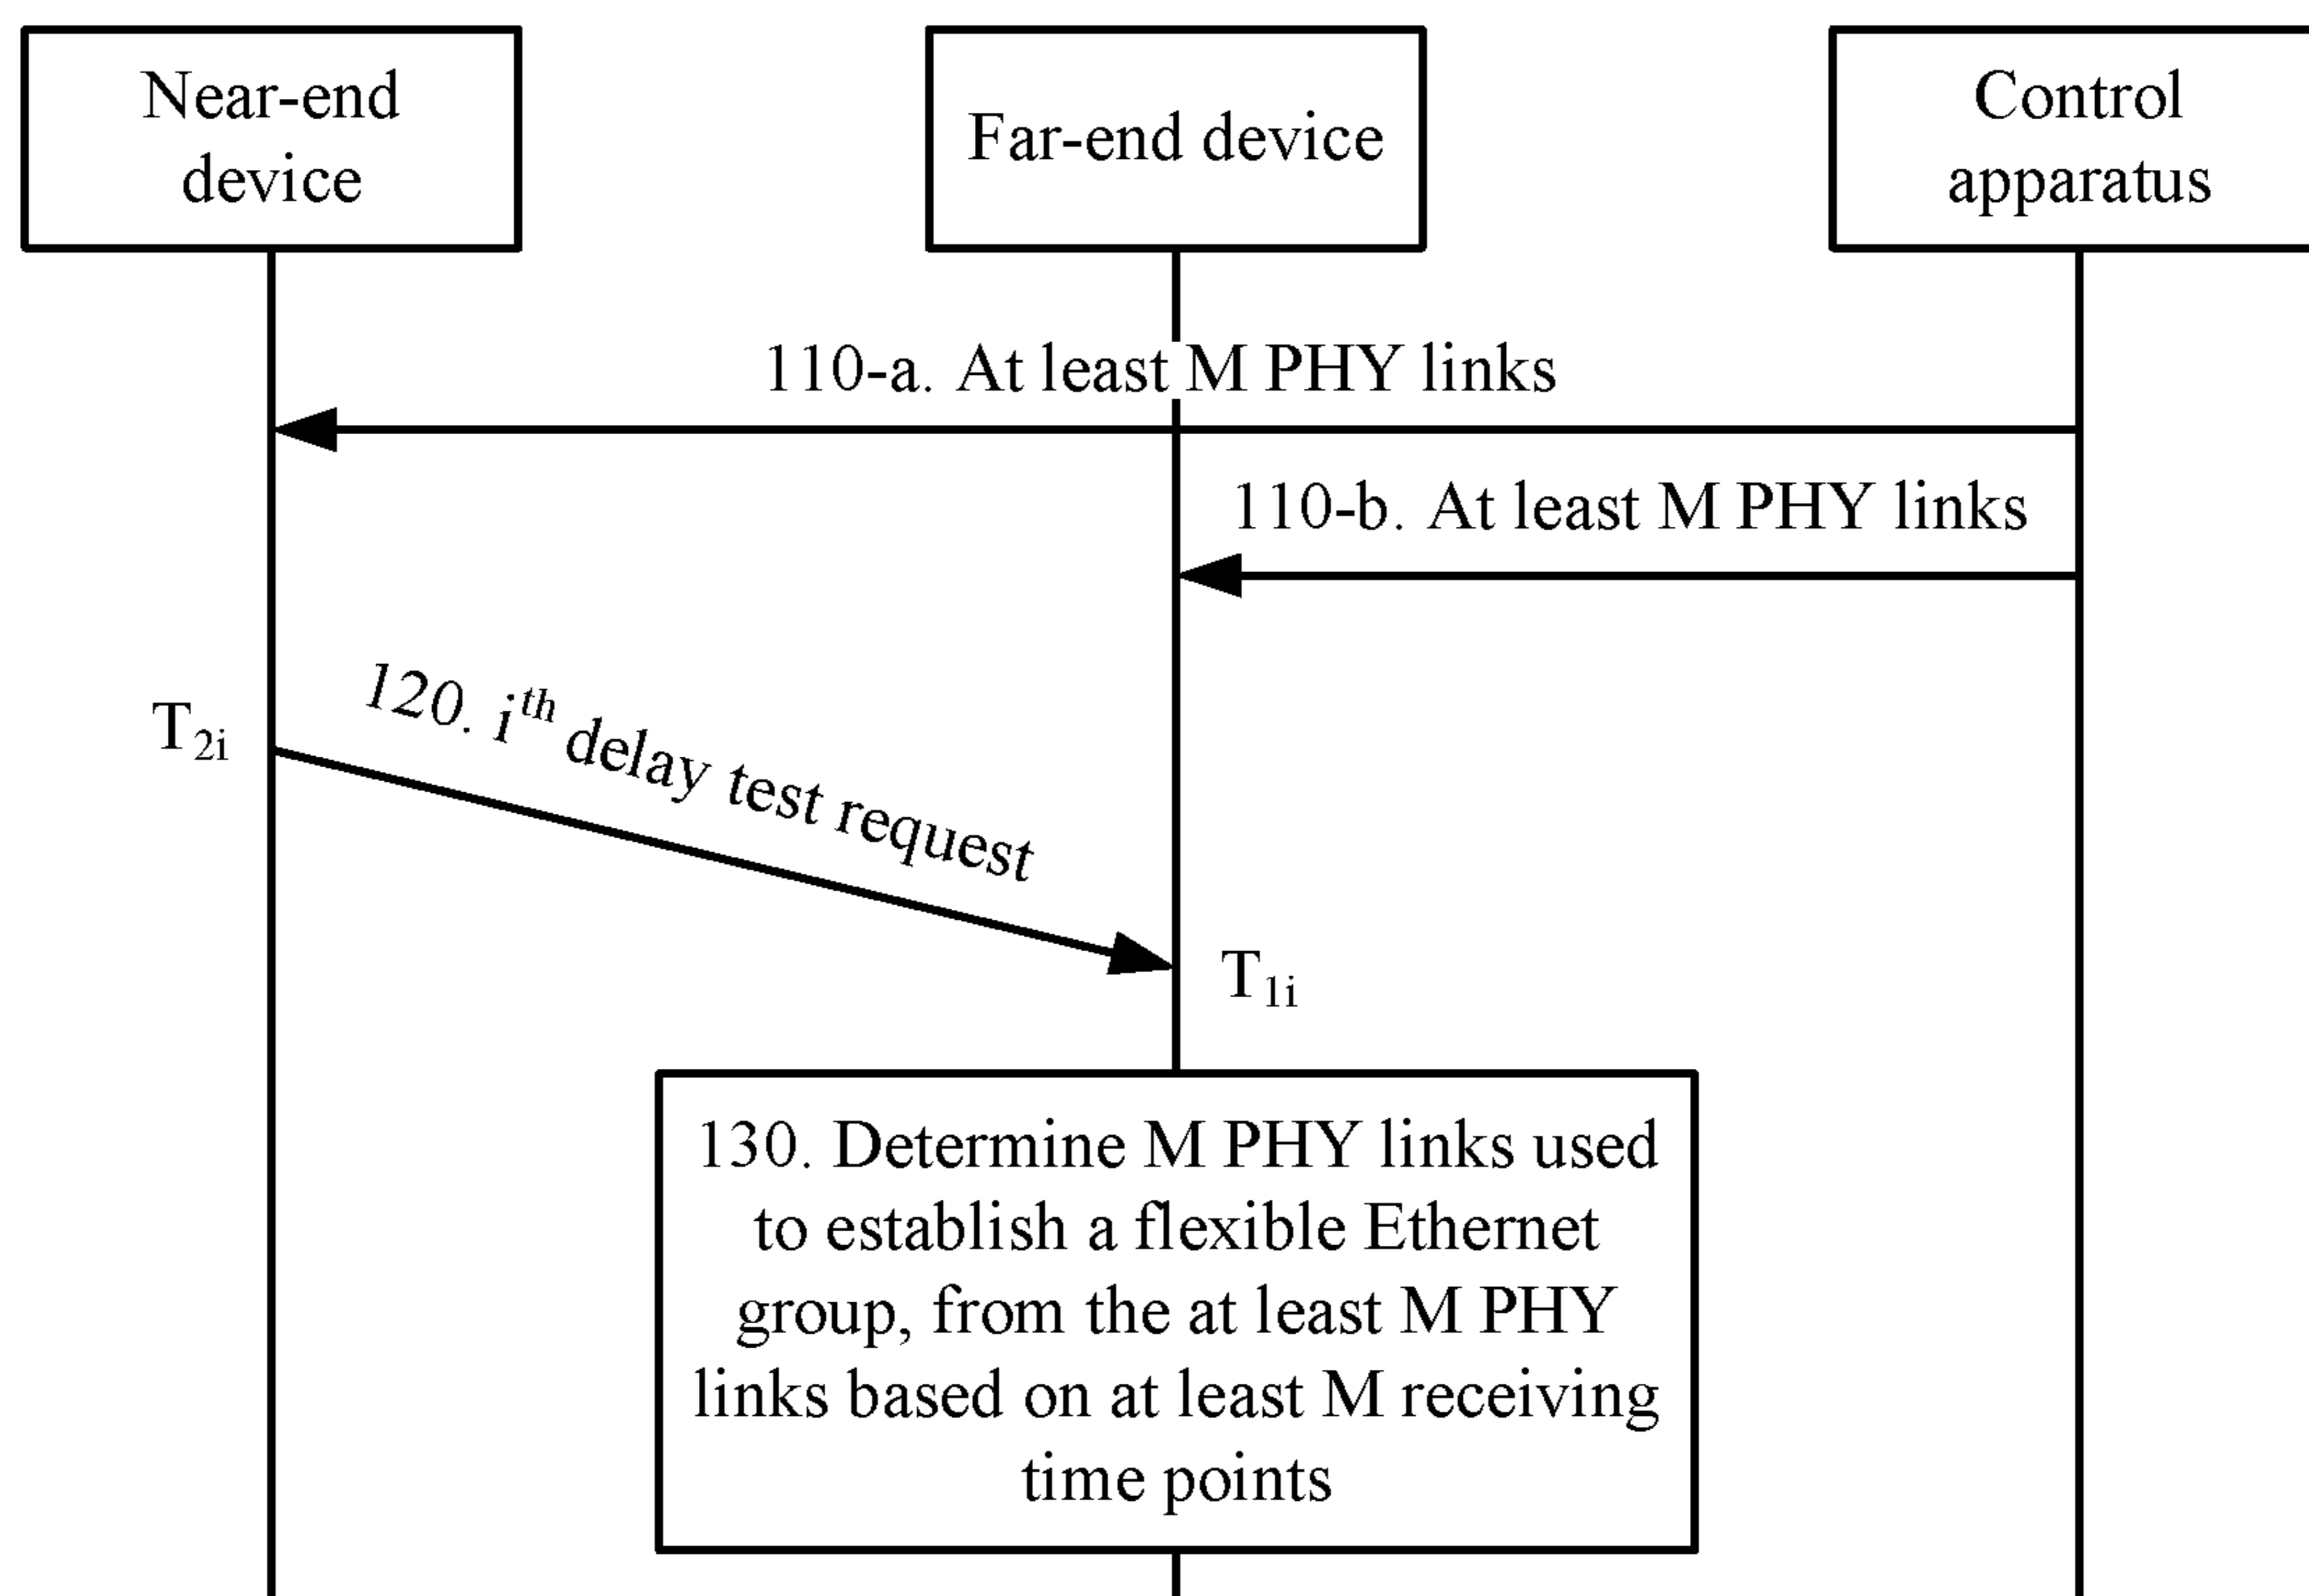 Near-end
device
Far-end device
Control
apparatus
110-a. At least M PHY links
110-b. At least M PHY links
T2i
120. ith delay test request
T1i
130. Determine M PHY links used
to establish a flexible Ethernet
group, from the at least M PHY
links based on at least M receiving
time points